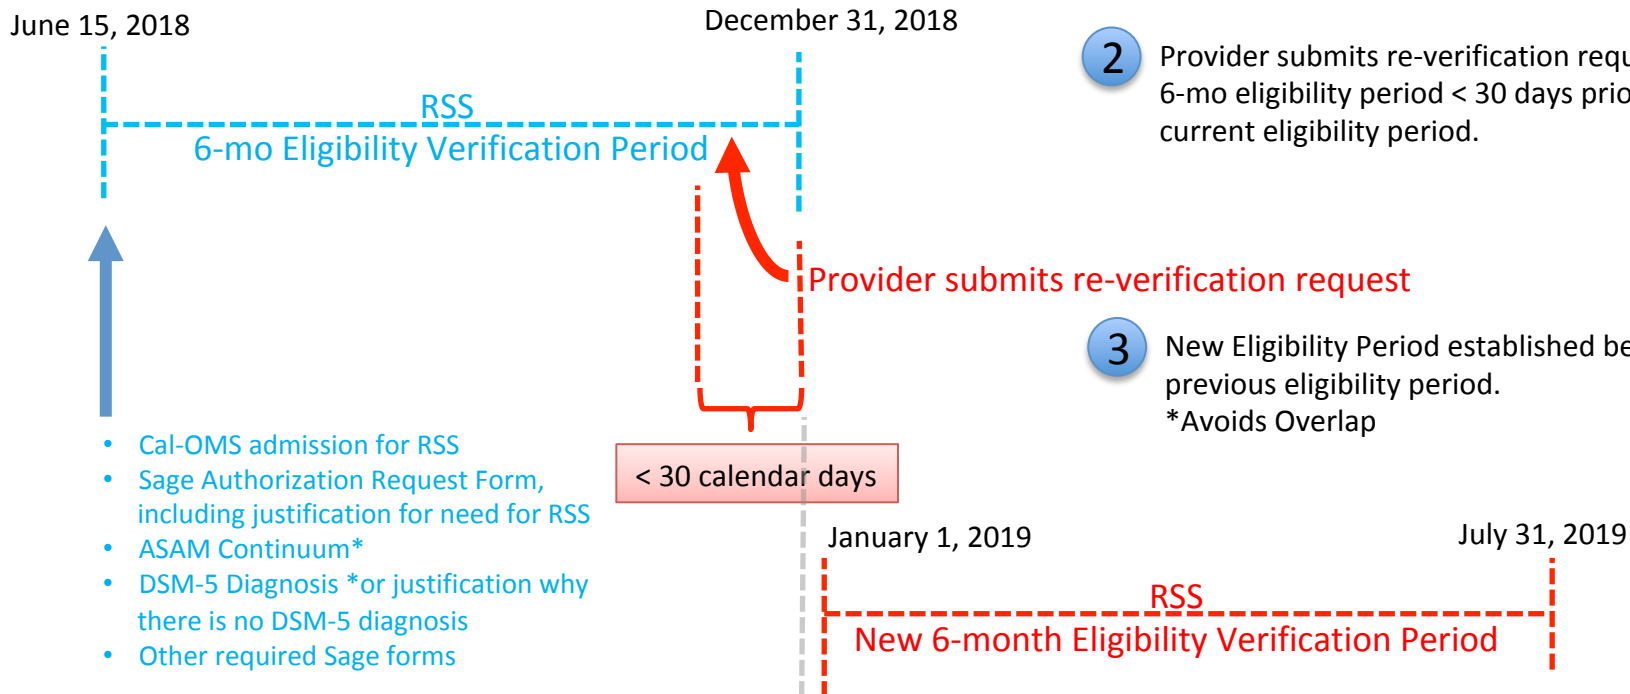 June 15, 2018
December 31, 2018
RSS
6-mo Eligibility Verification Period
2
Provider submits re-verification requ
6-mo eligibility period < 30 days prio
current eligibility period.
Provider submits re-verification request
3
New Eligibility Period established be
previous eligibility period.
*Avoids Overlap
• Cal-OMS admission for RSS
• Sage Authorization Request Form,
including justification for need for RSS
• ASAM Continuum*
• DSM-5 Diagnosis *or justification why
there is no DSM-5 diagnosis
• Other required Sage forms
< 30 calendar days
January 1, 2019
July 31, 2019
RSS
New 6-month Eligibility Verification Period